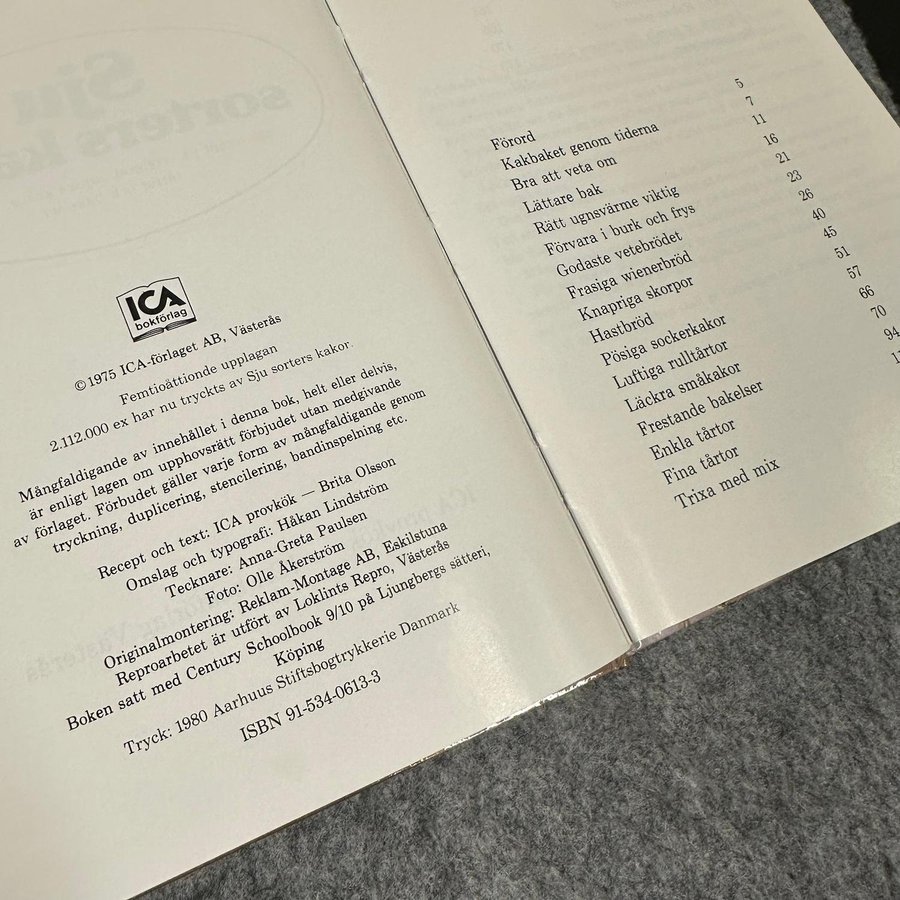 ICA
bokförlag
©1975 ICA-förlaget AB, Västerås
Femtioåttionde upplagan
2.112.000 ex har nu tryckts av Sju sorters kakor.
Mångfaldigande av innehållet i denna bok, helt eller delvis,
är enligt lagen om upphovsrätt förbjudet utan medgivande
av förlaget. Förbudet gäller varje form av mångfaldigande genom
tryckning, duplicering, stencilering, bandinspelning etc.
Recept och text: ICA provkök — Brita Olsson
Omslag och typografi: Håkan Lindström
Tecknare: Anna-Greta Paulsen
Foto: Olle Åkerström
Originalmontering: Reklam-Montage AB, Eskilstuna
Reproarbetet är utfört av Loklints Repro, Västerås
Boken satt med Century Schoolbook 9/10 på Ljungbergs sätteri,
Köping
Tryck: 1980 Aarhuus Stiftsbogtrykkerie Danmark
ISBN 91-534-0613-3
Förord 5
Kakbaket genom tiderna 7
Bra att veta om 11
Lättare bak 16
Rätt ugnsvärme viktig 21
Förvara i burk och frys 23
Godaste vetebrödet 26
Frasiga wienerbröd 40
Knapriga skorpor 45
Hastbröd 51
Pösiga sockerkakor 57
Luftiga rulltårtor 66
Läckra småkakor 70
Frestande bakelser 94
Enkla tårtor
Fina tårtor
Trixa med mix